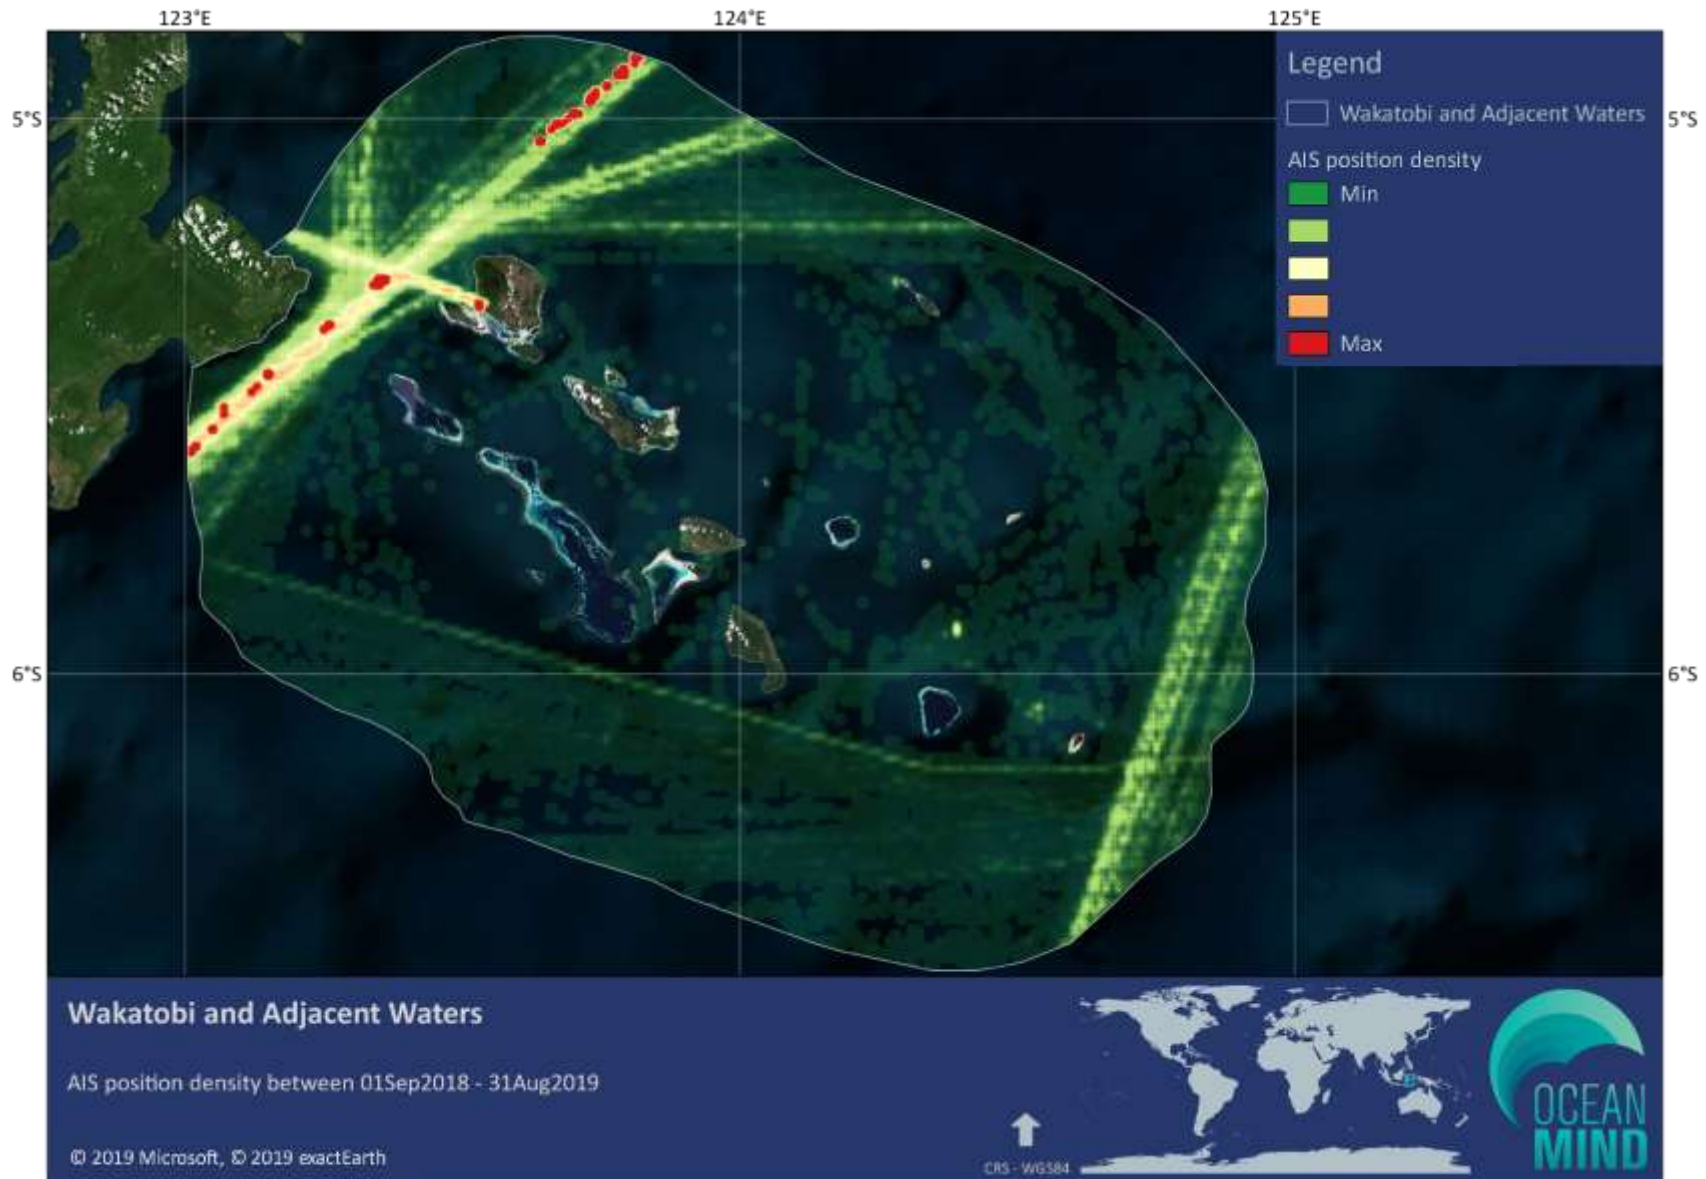 123°E 124°E 125°E
Legend
Wakatobi and Adjacent Waters
AIS position density
Min
Max
5°S 5°S
6°S 6°S
Wakatobi and Adjacent Waters
AIS position density between 01Sep2018 - 31Aug2019
© 2019 Microsoft, © 2019 exactEarth
CRS - WGS84
OCEAN
MIND